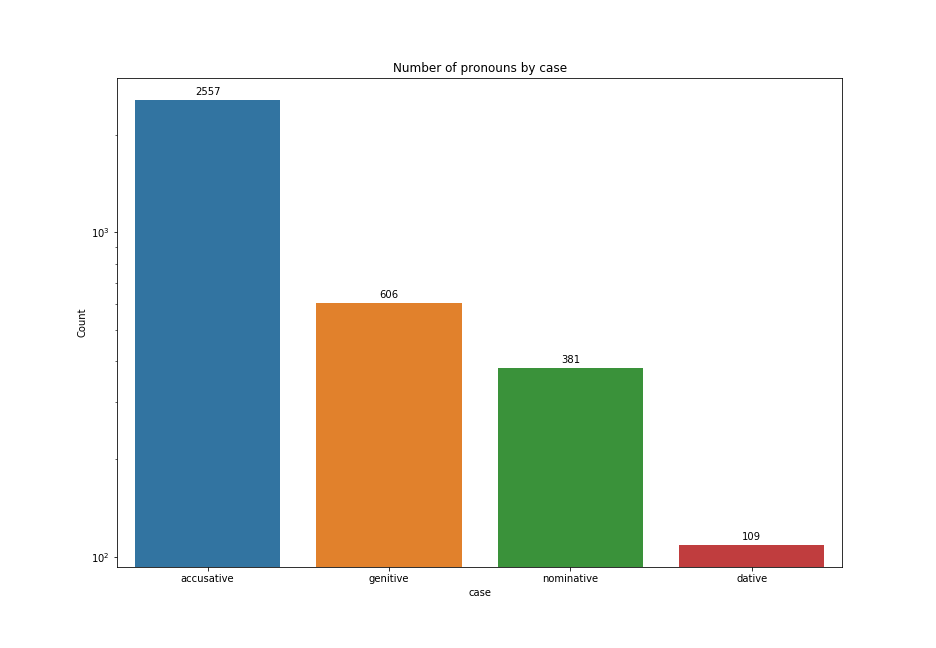 Number of pronouns by case
2557
10³
606
Count
381
109
10²
accusative genitive nominative dative
case